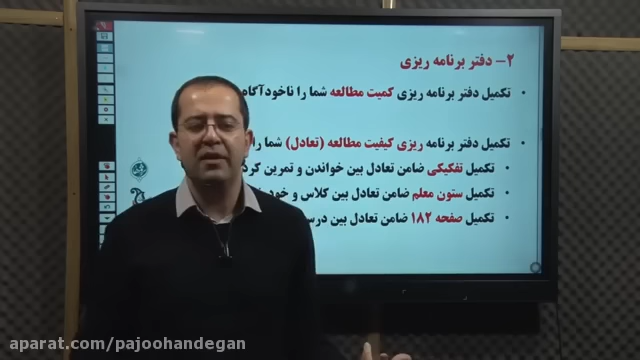 ۲- دفتر برنامه ریزی
• تکمیل دفتر برنامه ریزی کمیت مطالعه شما را ناخودآگاه
• تکمیل دفتر برنامه ریزی کیفیت مطالعه (تعادل) شما را
• تکمیل تفکیکی ضامن تعادل بین خواندن و تمرین کرد
• تکمیل ستون معلم ضامن تعادل بین کلاس و خود
• تکمیل صفحه ۱۸۲ ضامن تعادل بین درس
aparat.com/pajoohandegan